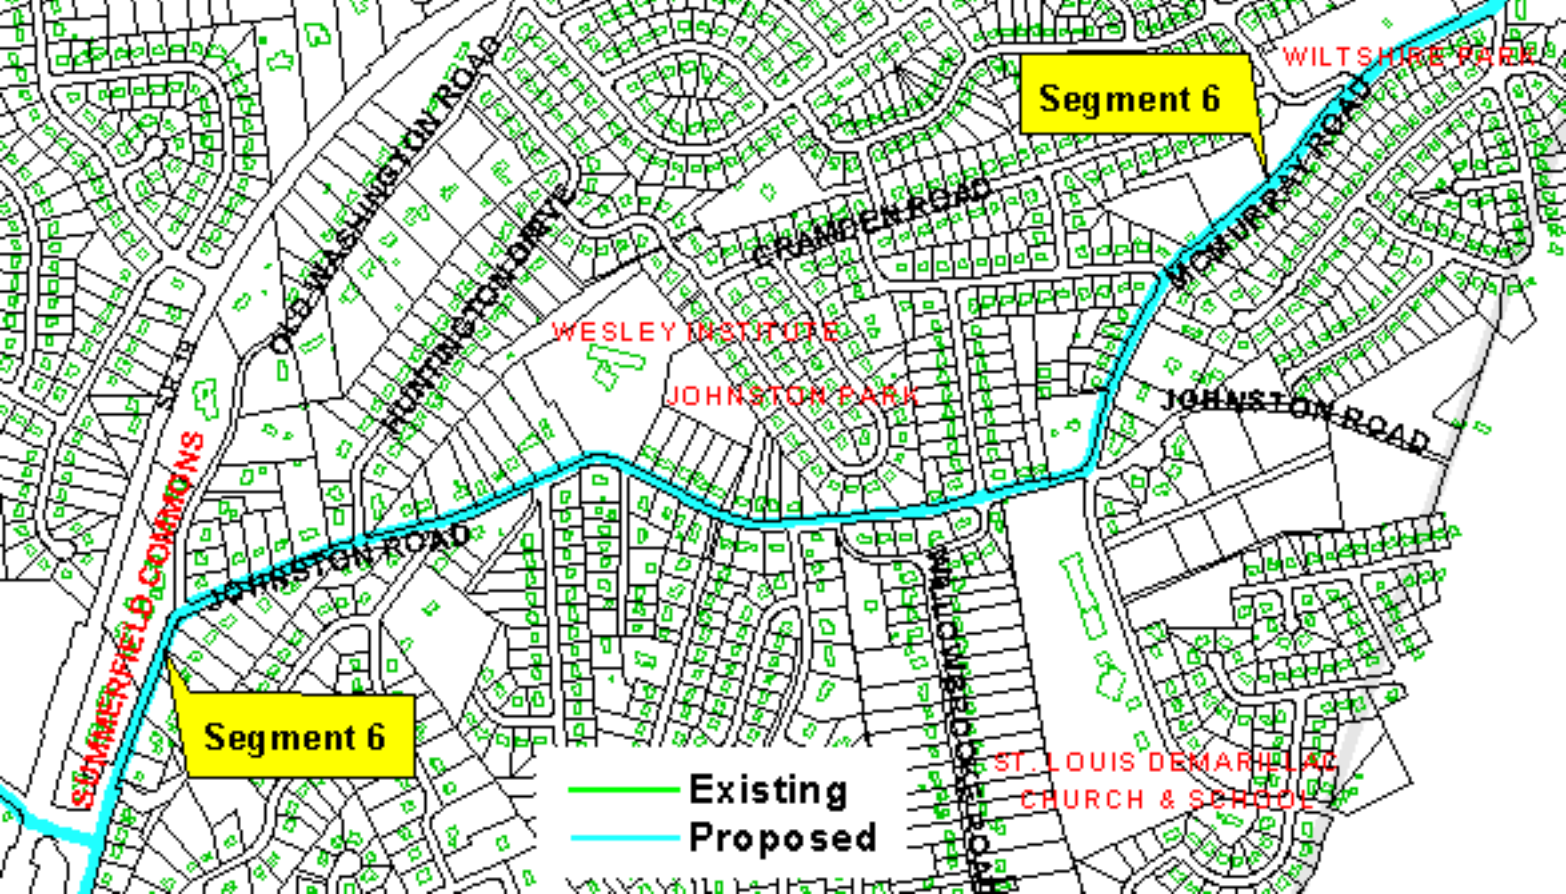 WILTSHIRE PARK
Segment 6
OLD WASHINGTON ROAD
MCMURRAY ROAD
CRAMDEN ROAD
HUNTINGTON DRIVE
WESLEY INSTITUTE
SR 19
JOHNSTON PARK
JOHNSTON ROAD
SUMMERFIELD COMMONS
JOHNSTON ROAD
WILLOWBROOK ROAD
Segment 6
ST. LOUIS DEMARILLAC
CHURCH & SCHOOL
Existing
Proposed